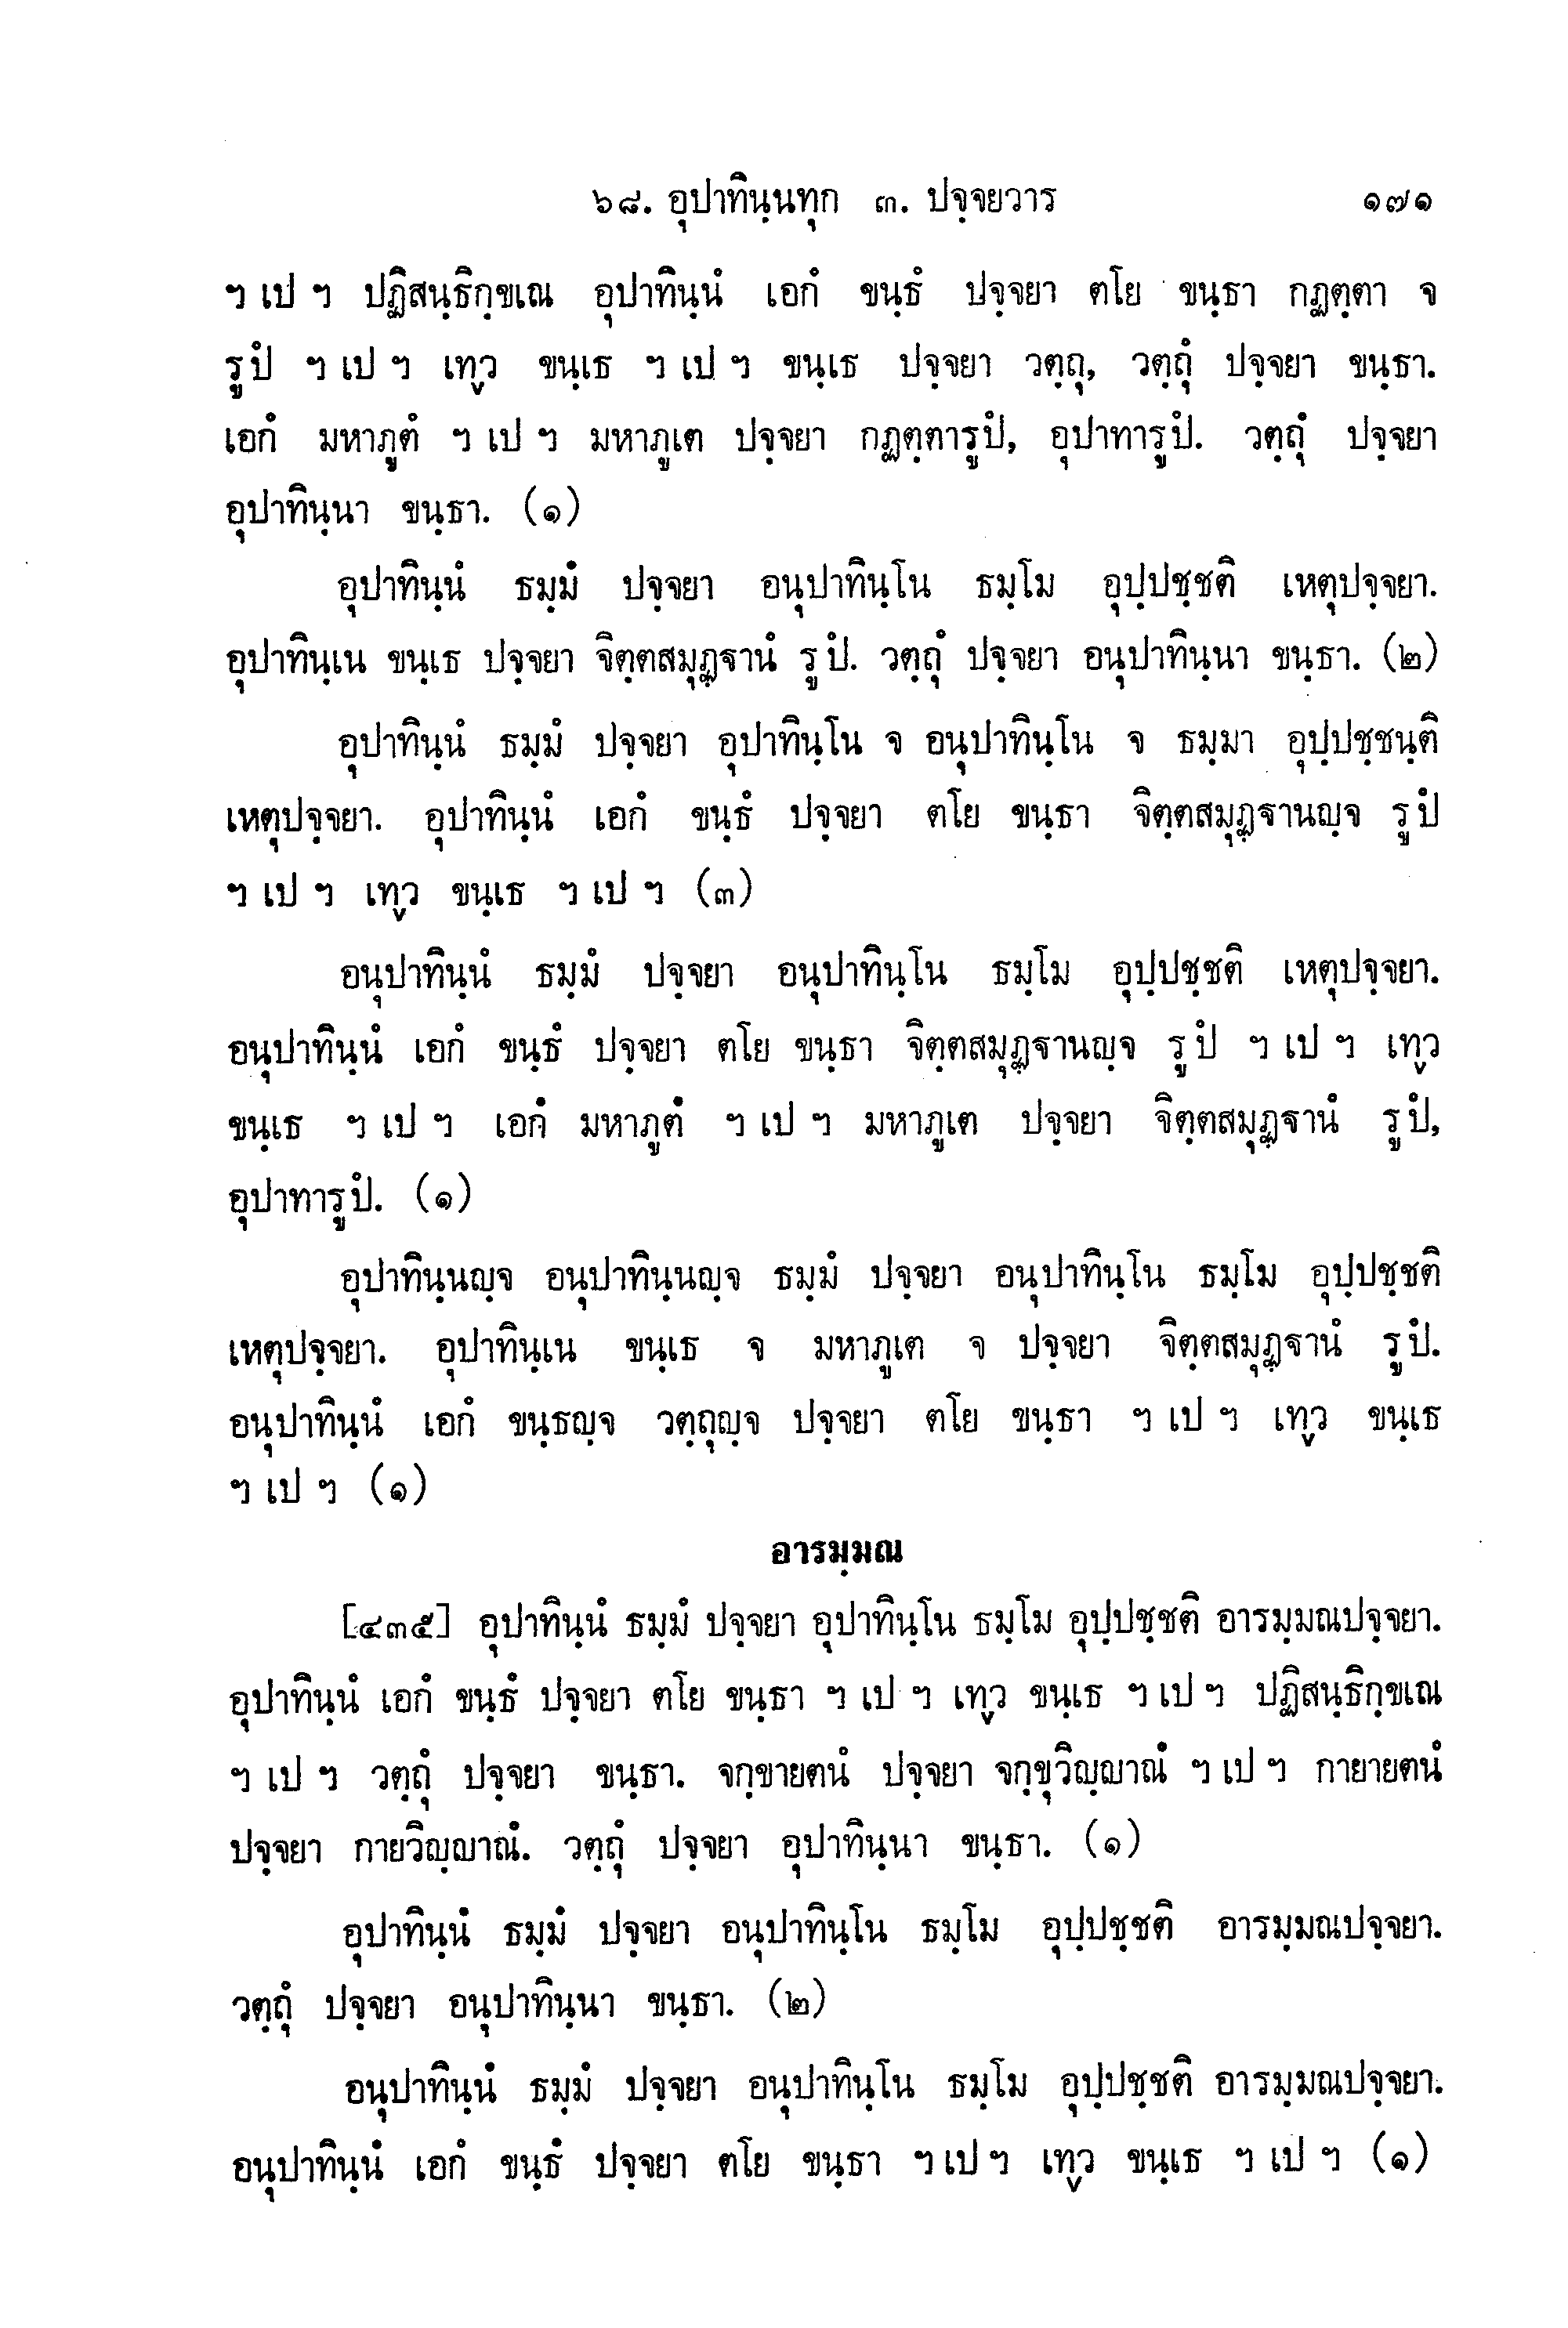 ๖๘. อุปาทินฺนทุก ๓. ปจฺจยวาร ๑๗๑
ฯ เป ฯ ปฏิสนฺธิกฺขเณ อุปาทินฺนํ เอกํ ขนฺธํ ปจฺจยา ตโย ขนฺธา กฏตฺตา จ
รูปํ ฯ เป ฯ เทฺว ขนฺเธ ฯ เป ฯ ขนฺเธ ปจฺจยา วตฺถุ, วตฺถุํ ปจฺจยา ขนฺธา.
เอกํ มหาภูตํ ฯ เป ฯ มหาภูเต ปจฺจยา กฏตฺตารูปํ, อุปาทารูปํ. วตฺถุํ ปจฺจยา
อุปาทินฺนา ขนฺธา. (๑)
อุปาทินฺนํ ธมฺมํ ปจฺจยา อนุปาทินฺโน ธมฺโม อุปฺปชฺชติ เหตุปจฺจยา.
อุปาทินฺเน ขนฺเธ ปจฺจยา จิตฺตสมุฏฺฐานํ รูปํ. วตฺถุํ ปจฺจยา อนุปาทินฺนา ขนฺธา. (๒)
อุปาทินฺนํ ธมฺมํ ปจฺจยา อุปาทินฺโน จ อนุปาทินฺโน จ ธมฺมา อุปฺปชฺชนฺติ
เหตุปจฺจยา. อุปาทินฺนํ เอกํ ขนฺธํ ปจฺจยา ตโย ขนฺธา จิตฺตสมุฏฺฐานญฺจ รูปํ
ฯ เป ฯ เทฺว ขนฺเธ ฯ เป ฯ (๓)
อนุปาทินฺนํ ธมฺมํ ปจฺจยา อนุปาทินฺโน ธมฺโม อุปฺปชฺชติ เหตุปจฺจยา.
อนุปาทินฺนํ เอกํ ขนฺธํ ปจฺจยา ตโย ขนฺธา จิตฺตสมุฏฺฐานญฺจ รูปํ ฯ เป ฯ เทฺว
ขนฺเธ ฯ เป ฯ เอกํ มหาภูตํ ฯ เป ฯ มหาภูเต ปจฺจยา จิตฺตสมุฏฺฐานํ รูปํ,
อุปาทารูปํ. (๑)
อุปาทินฺนญฺจ อนุปาทินฺนญฺจ ธมฺมํ ปจฺจยา อนุปาทินฺโน ธมฺโม อุปฺปชฺชติ
เหตุปจฺจยา. อุปาทินฺเน ขนฺเธ จ มหาภูเต จ ปจฺจยา จิตฺตสมุฏฺฐานํ รูปํ.
อนุปาทินฺนํ เอกํ ขนฺธญฺจ วตฺถุญฺจ ปจฺจยา ตโย ขนฺธา ฯ เป ฯ เทฺว ขนฺเธ
ฯ เป ฯ (๑)
อารมฺมณ
[๔๓๕] อุปาทินฺนํ ธมฺมํ ปจฺจยา อุปาทินฺโน ธมฺโม อุปฺปชฺชติ อารมฺมณปจฺจยา.
อุปาทินฺนํ เอกํ ขนฺธํ ปจฺจยา ตโย ขนฺธา ฯ เป ฯ เทฺว ขนฺเธ ฯ เป ฯ ปฏิสนฺธิกฺขเณ
ฯ เป ฯ วตฺถุํ ปจฺจยา ขนฺธา. จกฺขายตนํ ปจฺจยา จกฺขุวิญฺญาณํ ฯ เป ฯ กายายตนํ
ปจฺจยา กายวิญฺญาณํ. วตฺถุํ ปจฺจยา อุปาทินฺนา ขนฺธา. (๑)
อุปาทินฺนํ ธมฺมํ ปจฺจยา อนุปาทินฺโน ธมฺโม อุปฺปชฺชติ อารมฺมณปจฺจยา.
วตฺถุํ ปจฺจยา อนุปาทินฺนา ขนฺธา. (๒)
อนุปาทินฺนํ ธมฺมํ ปจฺจยา อนุปาทินฺโน ธมฺโม อุปฺปชฺชติ อารมฺมณปจฺจยา.
อนุปาทินฺนํ เอกํ ขนฺธํ ปจฺจยา ตโย ขนฺธา ฯ เป ฯ เทฺว ขนฺเธ ฯ เป ฯ (๑)